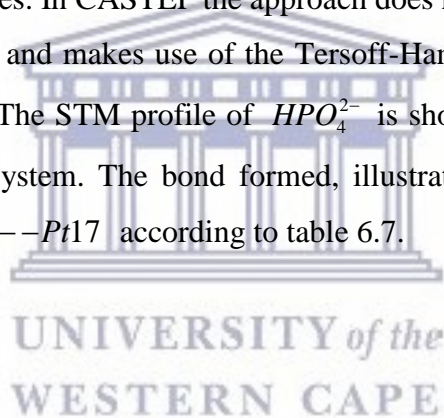 es. In CASTEP the approach does
and makes use of the Tersoff-Har
The STM profile of HPO₄²⁻ is sho
ystem. The bond formed, illustrat
−−Pt17 according to table 6.7.
UNIVERSITY of the
WESTERN CAPE